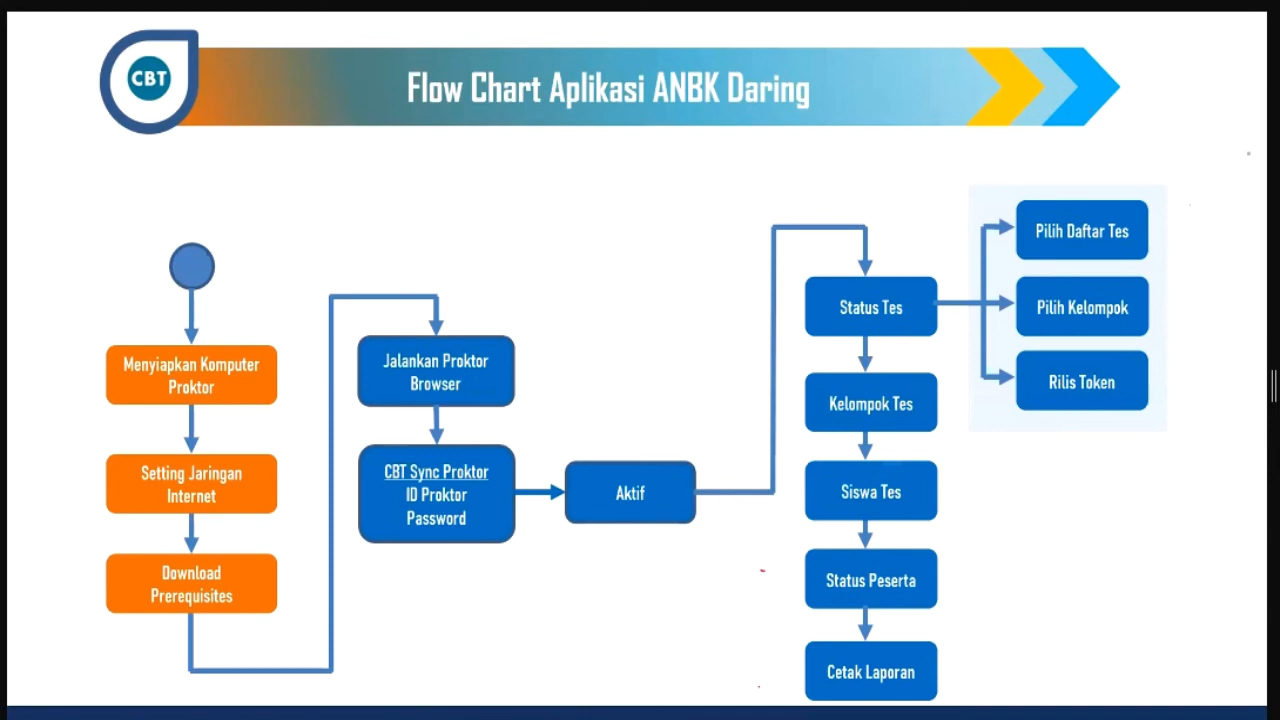 CBT
Flow Chart Aplikasi ANBK Daring
Menyiapkan Komputer
Proktor
Setting Jaringan
Internet
Download
Prerequisites
Jalankan Proktor
Browser
CBT Sync Proktor
ID Proktor
Password
Aktif
Status Tes
Kelompok Tes
Siswa Tes
Status Peserta
Cetak Laporan
Pilih Daftar Tes
Pilih Kelompok
Rilis Token